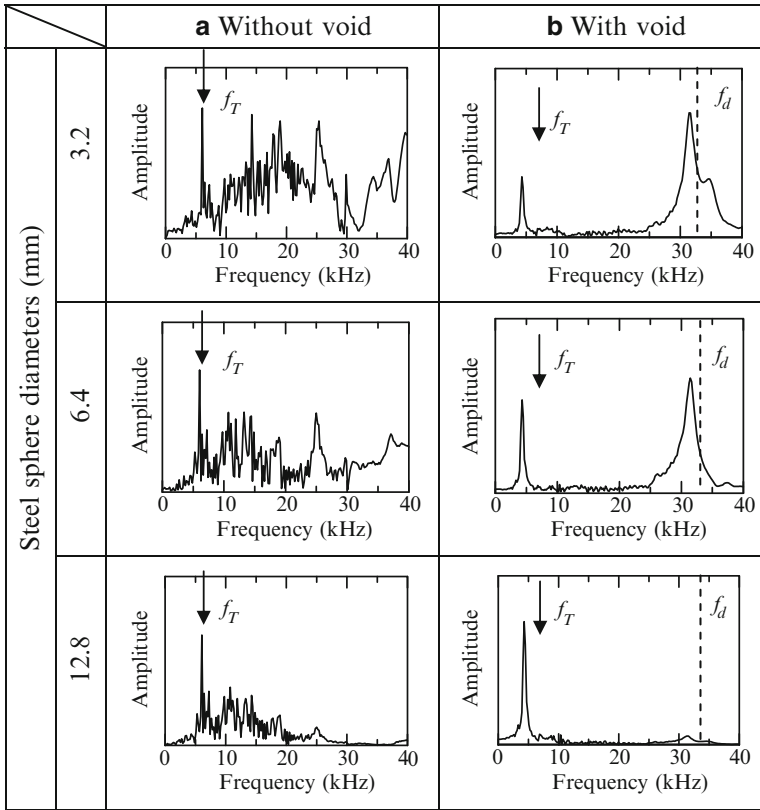 a Without void
b With void
Steel sphere diameters (mm)
3.2
Amplitude
f_T
0 10 20 30 40
Frequency (kHz)
Amplitude
f_T
f_d
0 10 20 30 40
Frequency (kHz)
6.4
Amplitude
f_T
0 10 20 30 40
Frequency (kHz)
Amplitude
f_T
f_d
0 10 20 30 40
Frequency (kHz)
12.8
Amplitude
f_T
0 10 20 30 40
Frequency (kHz)
Amplitude
f_T
f_d
0 10 20 30 40
Frequency (kHz)